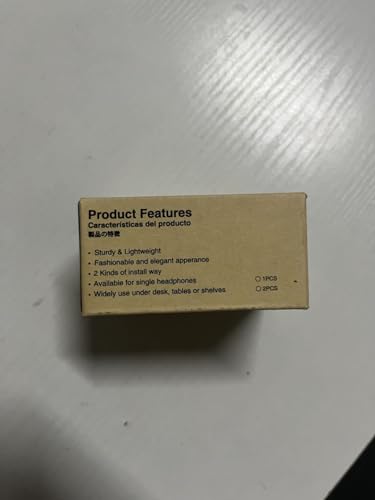 Product Features
Características del producto
製品の特徴
• Sturdy & Lightweight
• Fashionable and elegant apperance
• 2 Kinds of install way
• Available for single headphones
• Widely use under desk, tables or shelves
○ 1PCS
○ 2PCS